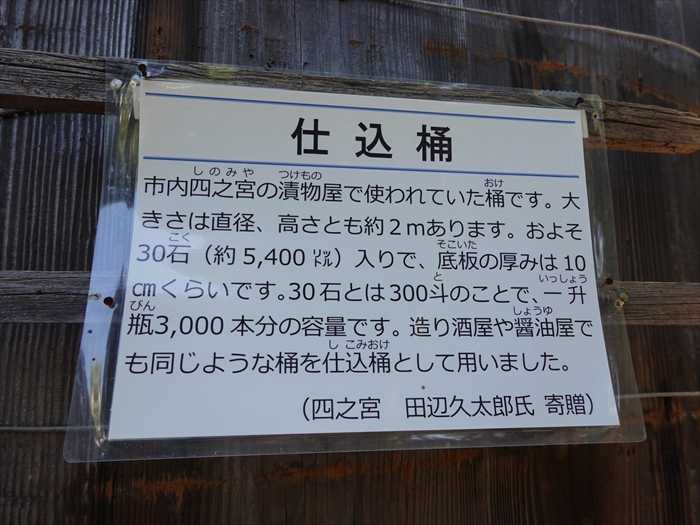 仕込桶
しのみや つけもの おけ
市内四之宮の漬物屋で使われていた桶です。大
きさは直径、高さとも約2mあります。およそ
こく そこいた
30石（約5,400㍑）入りで、底板の厚みは10
と いっしょう
㎝くらいです。30石とは300斗のことで、一升
びん しょうゆ
瓶3,000本分の容量です。造り酒屋や醤油屋で
し こみおけ
も同じような桶を仕込桶として用いました。
（四之宮　田辺久太郎氏 寄贈）